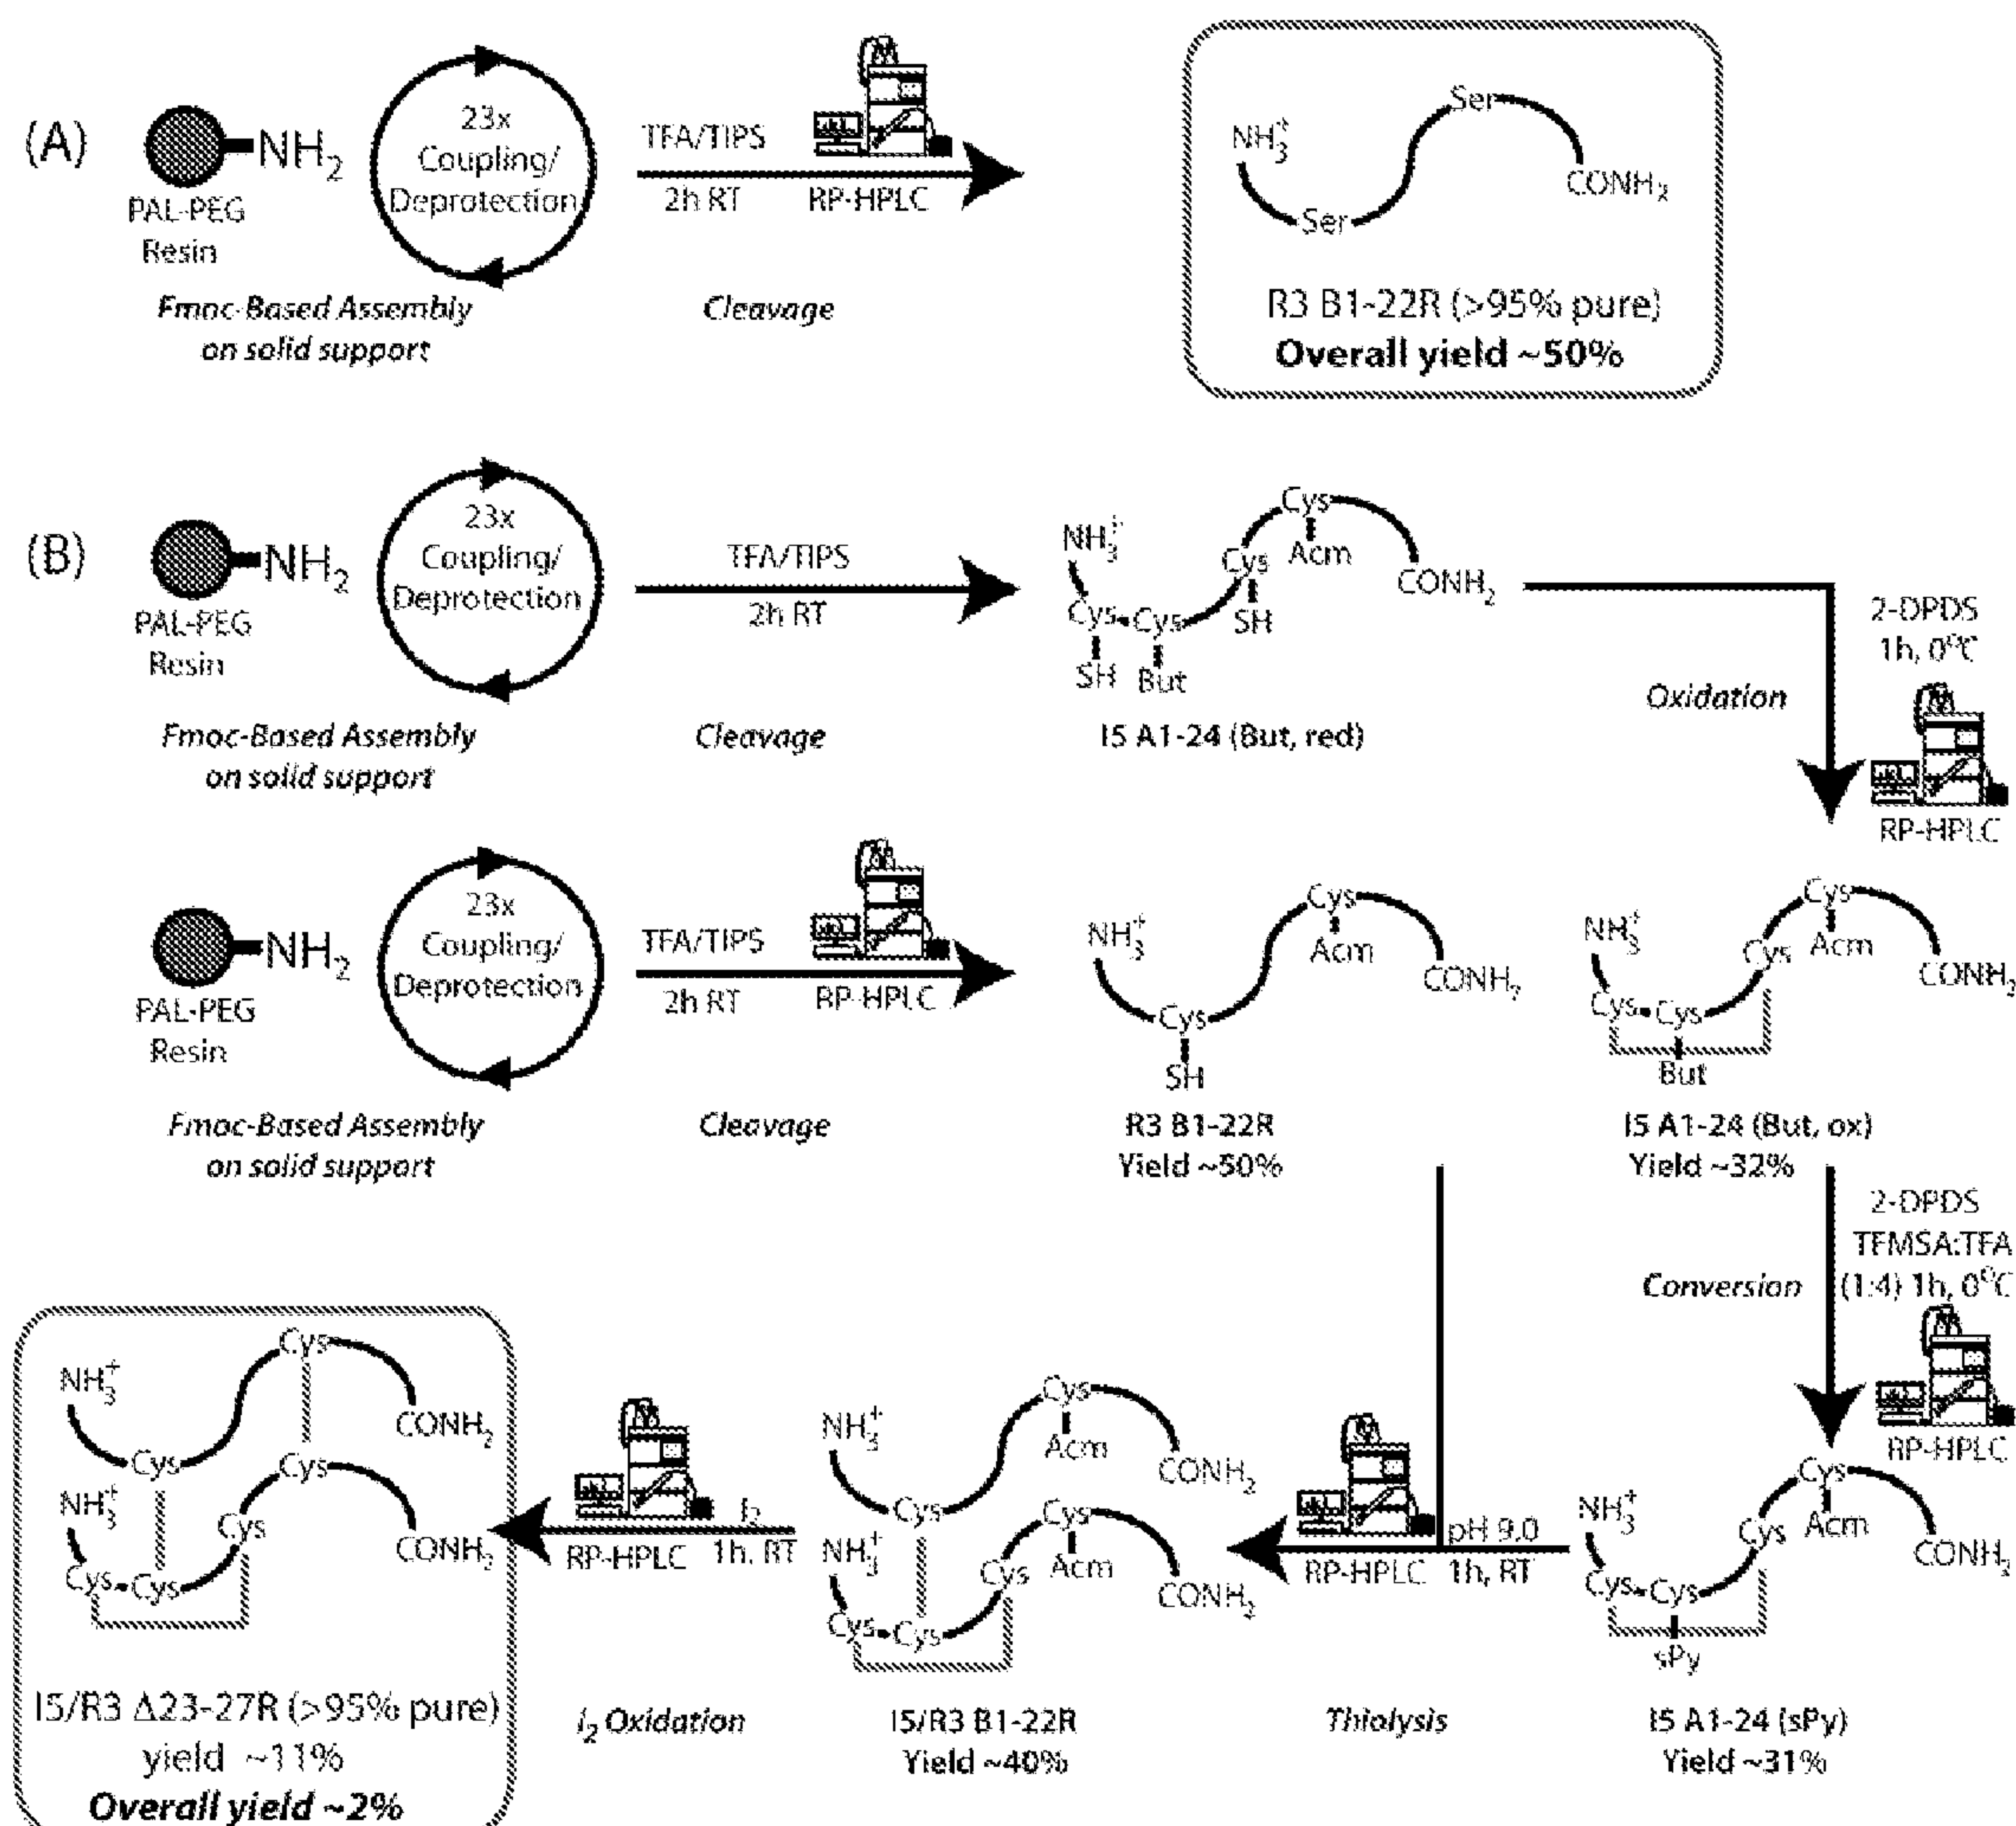 (A)
NH2
PAL-PEG
Resin
23x
Coupling/
Deprotection
Fmoc-Based Assembly
on solid support
TFA/TIPS
2h RT
RP-HPLC
Cleavage
NH3+
Ser
Ser
CONH2
R3 B1-22R (>95% pure)
Overall yield ~50%
(B)
NH2
PAL-PEG
Resin
23x
Coupling/
Deprotection
Fmoc-Based Assembly
on solid support
TFA/TIPS
2h RT
Cleavage
NH3+
Cys
Acm
Cys
SH
CONH2
Cys
Cys
SH
But
I5 A1-24 (But, red)
2-DPDS
1h, 0°C
Oxidation
RP-HPLC
NH2
PAL-PEG
Resin
23x
Coupling/
Deprotection
Fmoc-Based Assembly
on solid support
TFA/TIPS
2h RT
RP-HPLC
Cleavage
NH3+
Cys
Acm
CONH2
Cys
SH
R3 B1-22R
Yield ~50%
NH3+
Cys
Acm
Cys
CONH2
Cys
Cys
But
I5 A1-24 (But, ox)
Yield ~32%
2-DPDS
TFMSA:TFA
Conversion
(1:4) 1h, 0°C
RP-HPLC
NH3+
Cys
CONH2
Cys
NH3+
Cys
Cys
CONH2
Cys
Cys
I5/R3 Δ23-27R (>95% pure)
yield ~11%
Overall yield ~2%
I2
RP-HPLC
1h, RT
I2 Oxidation
NH3+
Cys
Acm
CONH2
Cys
NH3+
Cys
Acm
Cys
CONH2
Cys
Cys
I5/R3 B1-22R
Yield ~40%
pH 9.0
RP-HPLC
1h, RT
Thiolysis
NH3+
Cys
Acm
Cys
CONH2
Cys
Cys
sPy
I5 A1-24 (sPy)
Yield ~31%